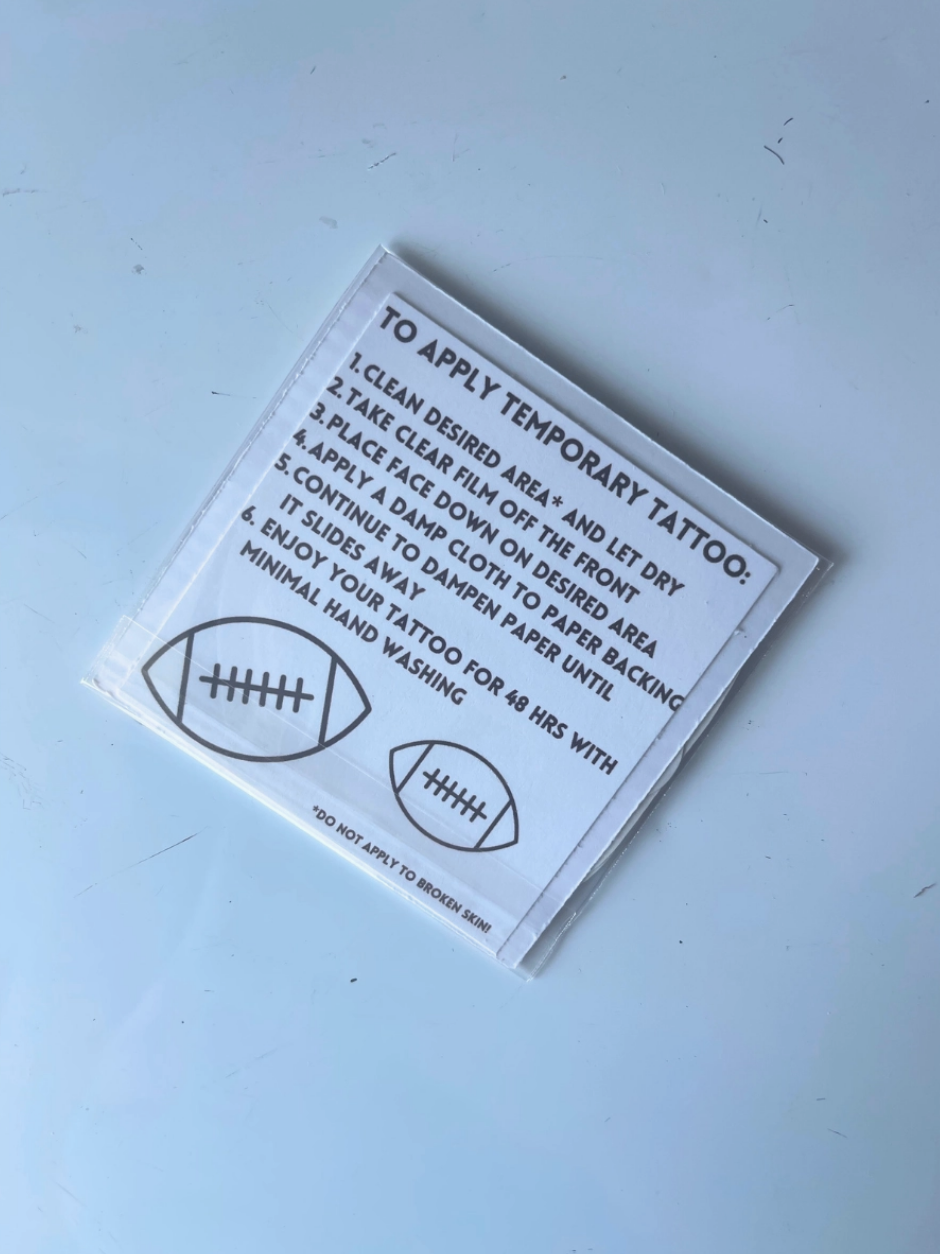 TO APPLY TEMPORARY TATTOO:
1. CLEAN DESIRED AREA* AND LET DRY
2. TAKE CLEAR FILM OFF THE FRONT
3. PLACE FACE DOWN ON DESIRED AREA
4. APPLY A DAMP CLOTH TO PAPER BACKING
5. CONTINUE TO DAMPEN PAPER UNTIL
IT SLIDES AWAY
6. ENJOY YOUR TATTOO FOR 48 HRS WITH
MINIMAL HAND WASHING
*DO NOT APPLY TO BROKEN SKIN!